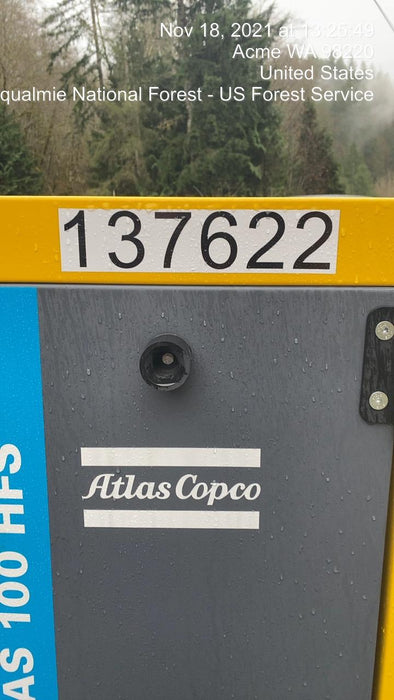 Nov 18, 2021 at 13:25:49
Acme WA 98220
United States
qualmie National Forest - US Forest Service
137622
Atlas Copco
AS 100 HFS